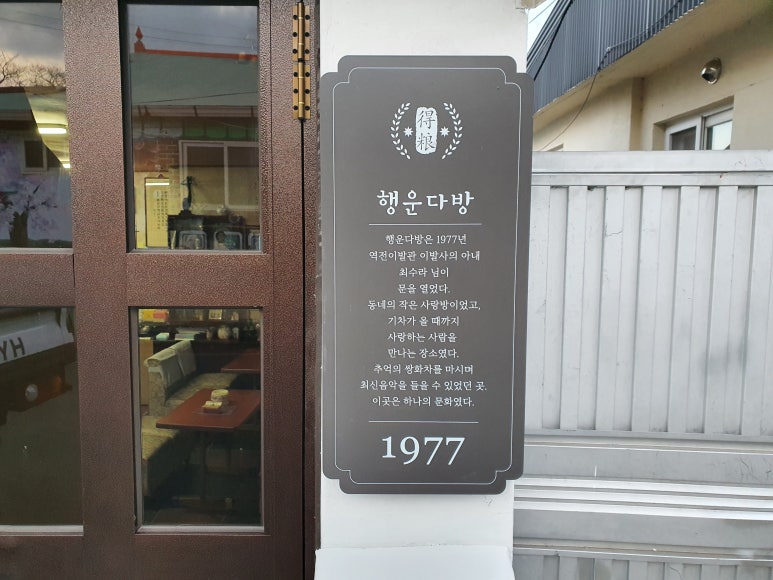 得
根
행운다방
행운다방은 1977년
역전이발관 이발사의 아내
최수라 님이
문을 열었다.
동네의 작은 사랑방이었고,
기차가 올 때까지
사랑하는 사람을
만나는 장소였다.
추억의 쌍화차를 마시며
최신음악을 들을 수 있었던 곳.
이곳은 하나의 문화였다.
1977
YH